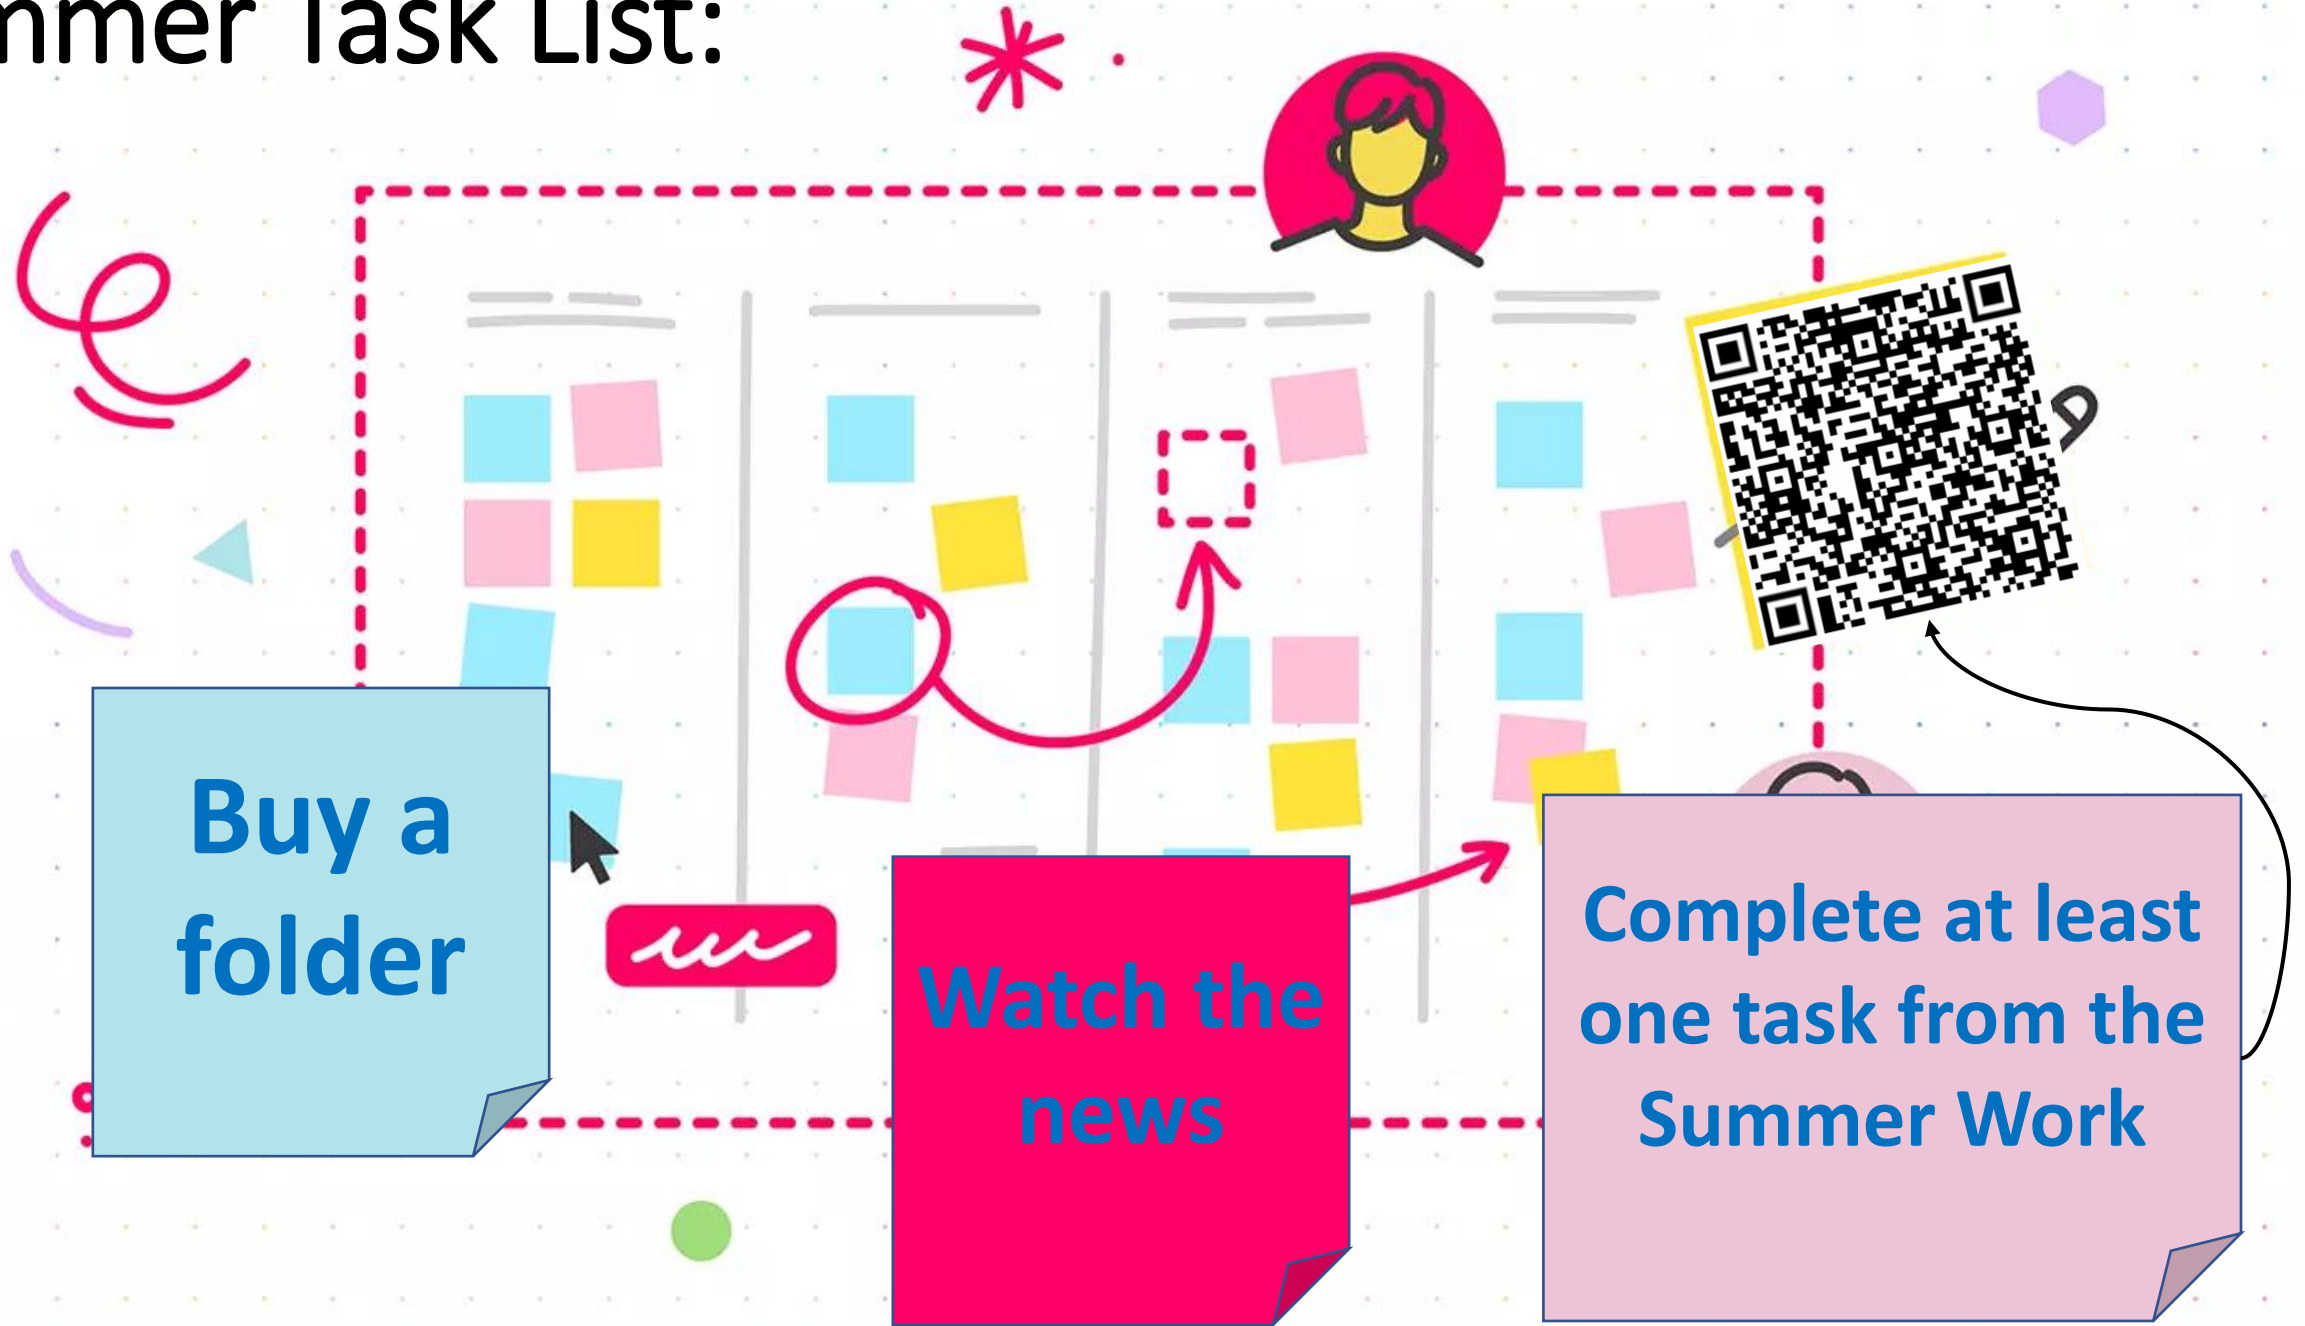 mmer Task List:
Buy a
folder
Watch the
news
Complete at least
one task from the
Summer Work